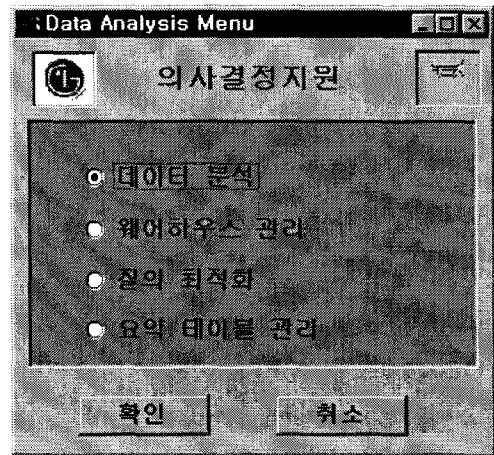 Data Analysis Menu
의사결정지원
데이터 분석
웨어하우스 관리
질의 최적화
요약 테이블 관리
확인 취소